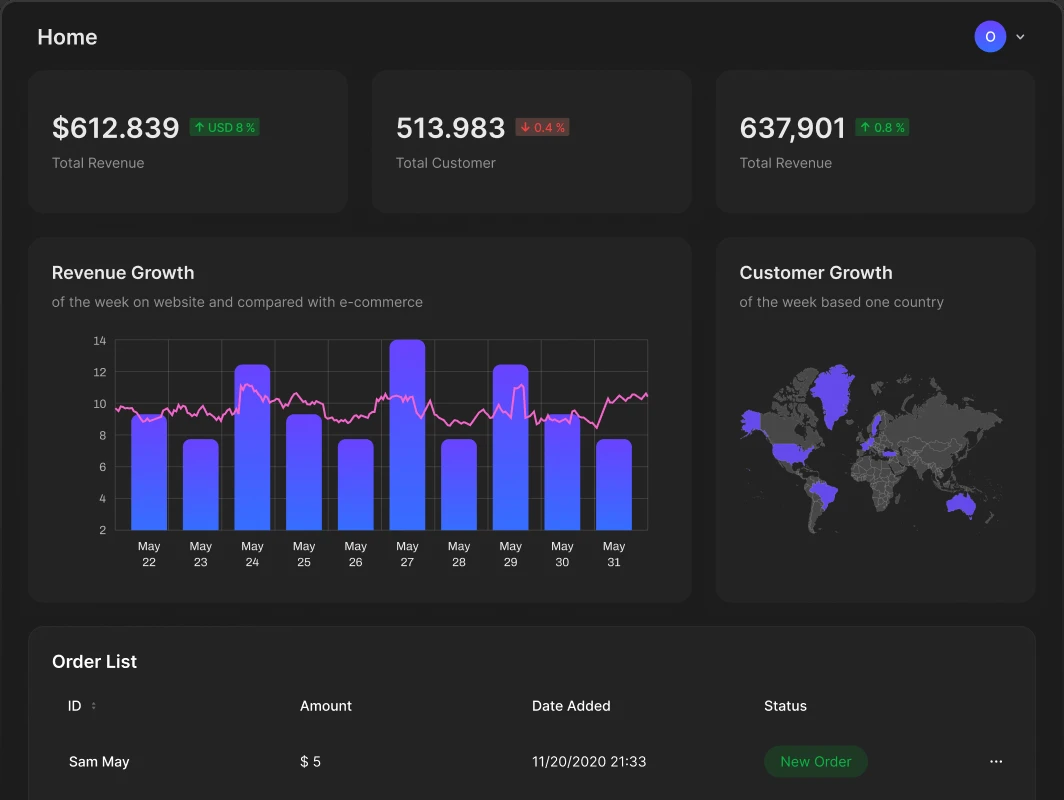 Home
O
$612.839 ↑ USD 8 %
Total Revenue
513.983 ↓ 0.4 %
Total Customer
637,901 ↑ 0.8 %
Total Revenue
Revenue Growth
of the week on website and compared with e-commerce
14
12
10
8
6
4
2
May 22
May 23
May 24
May 25
May 26
May 27
May 28
May 29
May 30
May 31
Customer Growth
of the week based one country
Order List
ID Amount Date Added Status
Sam May $ 5 11/20/2020 21:33 New Order ...